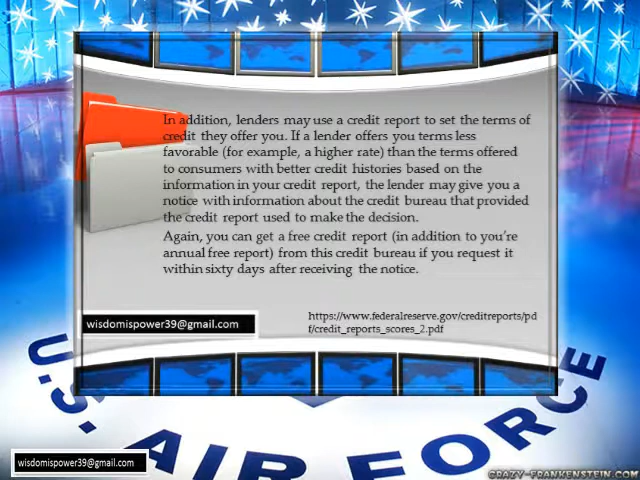 In addition, lenders may use a credit report to set the terms of
credit they offer you. If a lender offers you terms less
favorable (for example, a higher rate) than the terms offered
to consumers with better credit histories based on the
information in your credit report, the lender may give you a
notice with information about the credit bureau that provided
the credit report used to make the decision.
Again, you can get a free credit report (in addition to you're
annual free report) from this credit bureau if you request it
within sixty days after receiving the notice.
https://www.federalreserve.gov/creditreports/pd
f/credit_reports_scores_2.pdf
wisdomispower39@gmail.com
U.S. AIR FORCE
wisdomispower39@gmail.com
CRAZY-FRANKENSTEIN.COM